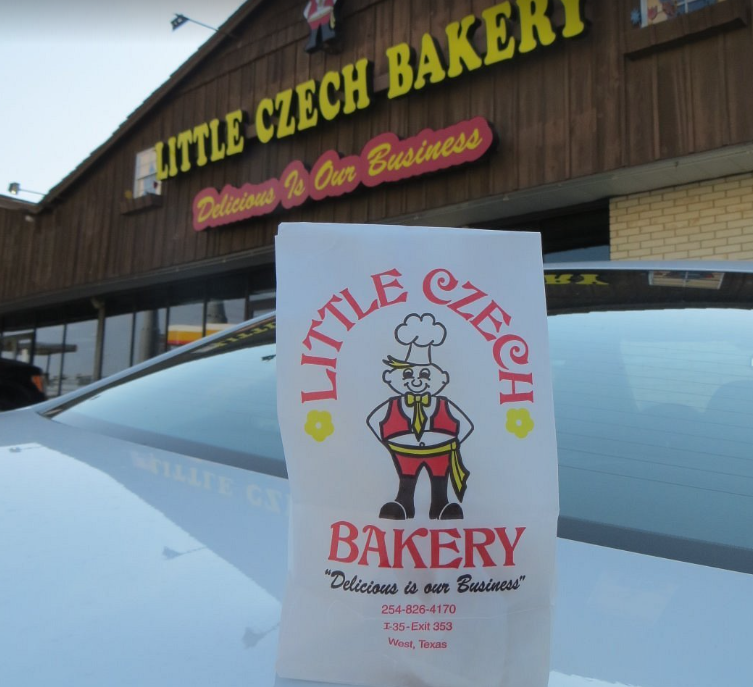 LITTLE CZECH BAKERY
Delicious Is Our Business
LITTLE CZECH
BAKERY
"Delicious is our Business"
254-826-4170
I-35-Exit 353
West, Texas